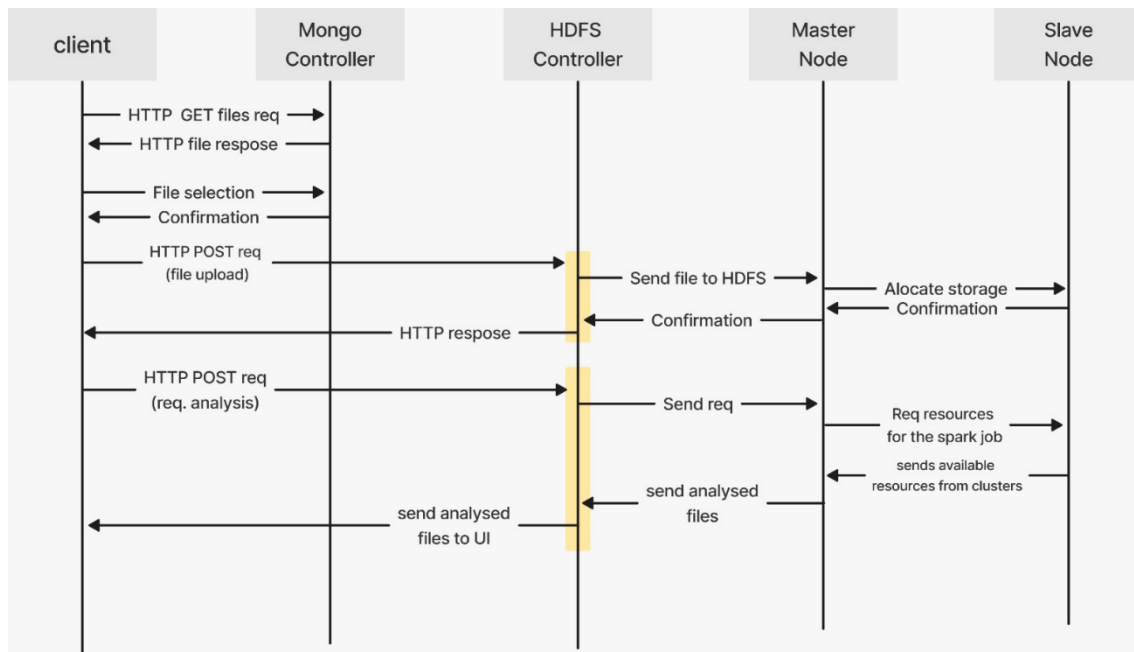 client
Mongo
Controller
HDFS
Controller
Master
Node
Slave
Node
HTTP GET files req
HTTP file respose
File selection
Confirmation
HTTP POST req
(file upload)
Send file to HDFS
Alocate storage
Confirmation
Confirmation
HTTP respose
HTTP POST req
(req. analysis)
Send req
Req resources
for the spark job
sends available
resources from clusters
send analysed
files
send analysed
files to UI